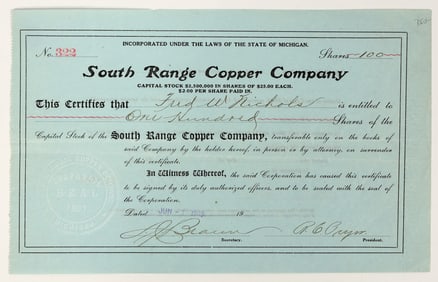 INCORPORATED UNDER THE LAWS OF THE STATE OF MICHIGAN.
No. 322 Shares 100
South Range Copper Company
CAPITAL STOCK $2,500,000 IN SHARES OF $25.00 EACH.
$2.00 PER SHARE PAID IN.
This Certifies that Fred W Nichols is entitled to
One Hundred Shares of the
Capital Stock of the South Range Copper Company, transferable only on the books of
said Company by the holder hereof, in person or by attorney, on surrender
of this certificate.
In Witness Whereof, the said Corporation has caused this certificate
to be signed by its duly authorized officers, and to be sealed with the seal of
the Corporation.
Dated JUN 19
SEAL
Secretary. President.